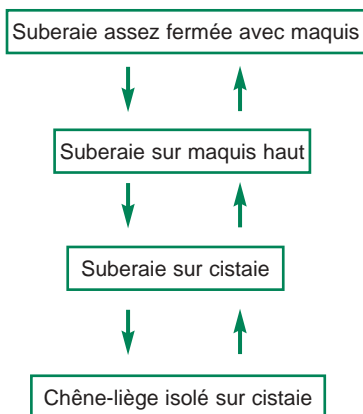 Suberaie assez fermée avec maquis
Suberaie sur maquis haut
Suberaie sur cistaie
Chêne-liège isolé sur cistaie